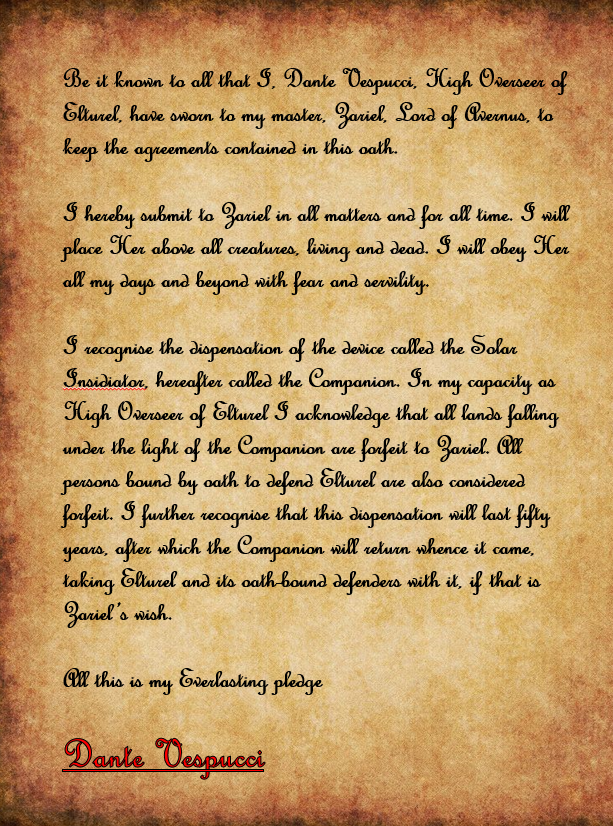 Be it known to all that I, Dante Vespucci, High Overseer of
Elturel, have sworn to my master, Zariel, Lord of Avernus, to
keep the agreements contained in this oath.
I hereby submit to Zariel in all matters and for all time. I will
place Her above all creatures, living and dead. I will obey Her
all my days and beyond with fear and servility.
I recognise the dispensation of the device called the Solar
Insidiator, hereafter called the Companion. In my capacity as
High Overseer of Elturel I acknowledge that all lands falling
under the light of the Companion are forfeit to Zariel. All
persons bound by oath to defend Elturel are also considered
forfeit. I further recognise that this dispensation will last fifty
years, after which the Companion will return whence it came,
taking Elturel and its oath-bound defenders with it, if that is
Zariel's wish.
All this is my Everlasting pledge
Dante Vespucci